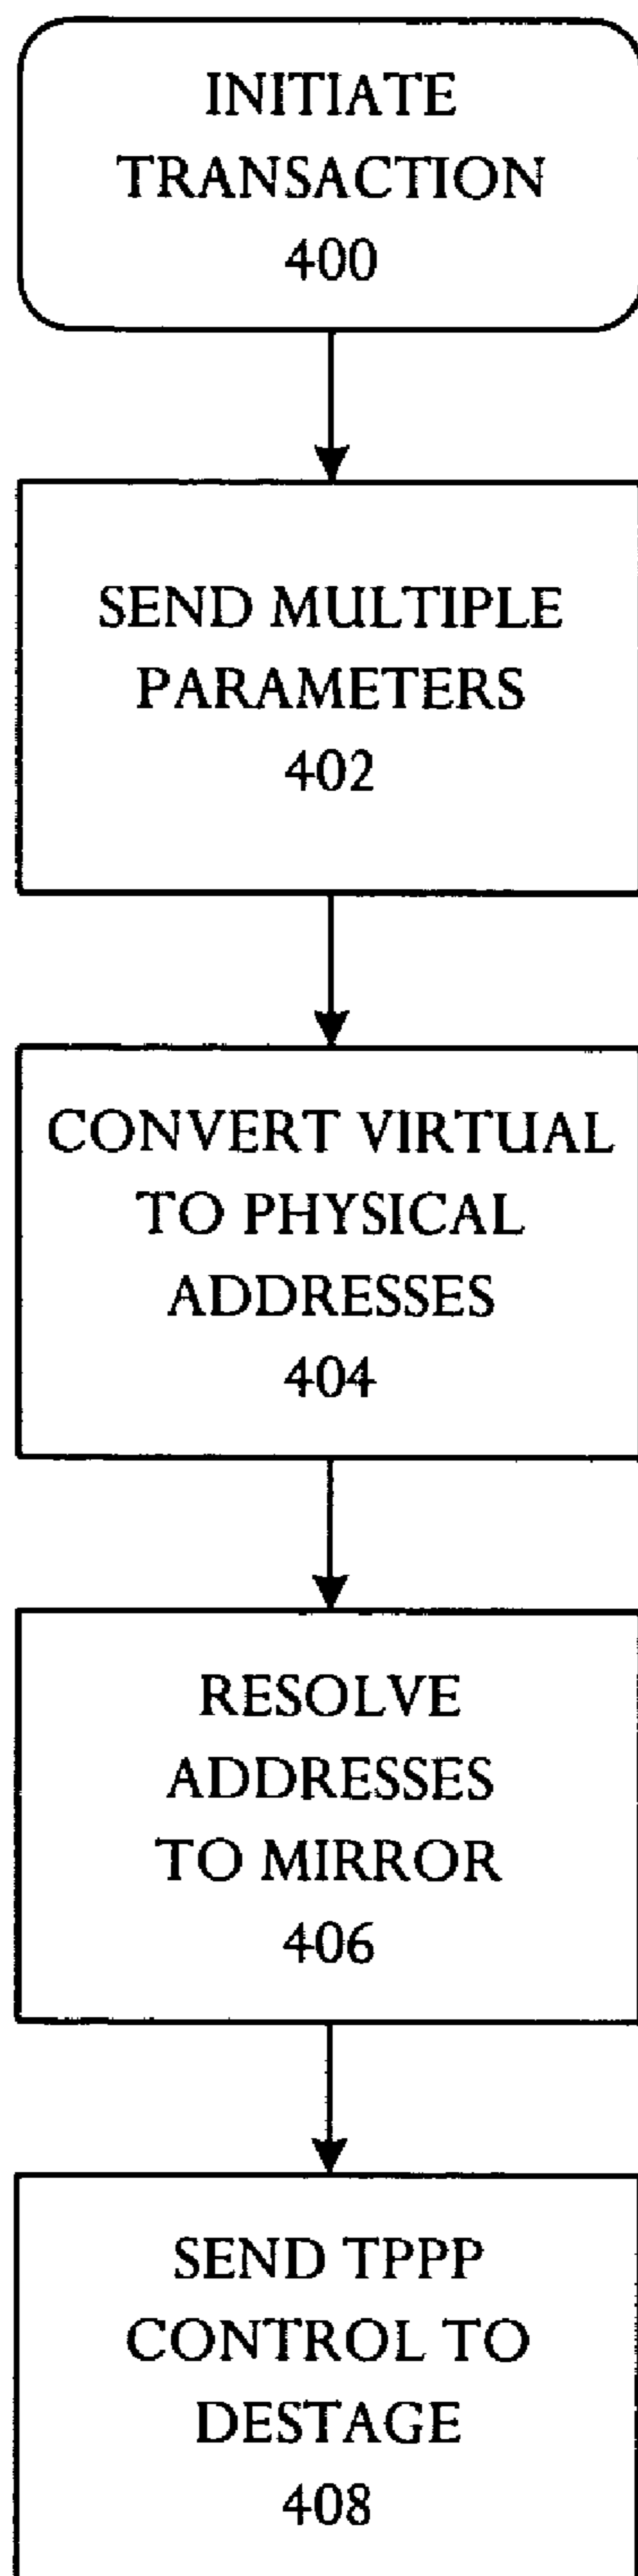 INITIATE
TRANSACTION
400
SEND MULTIPLE
PARAMETERS
402
CONVERT VIRTUAL
TO PHYSICAL
ADDRESSES
404
RESOLVE
ADDRESSES
TO MIRROR
406
SEND TPPP
CONTROL TO
DESTAGE
408